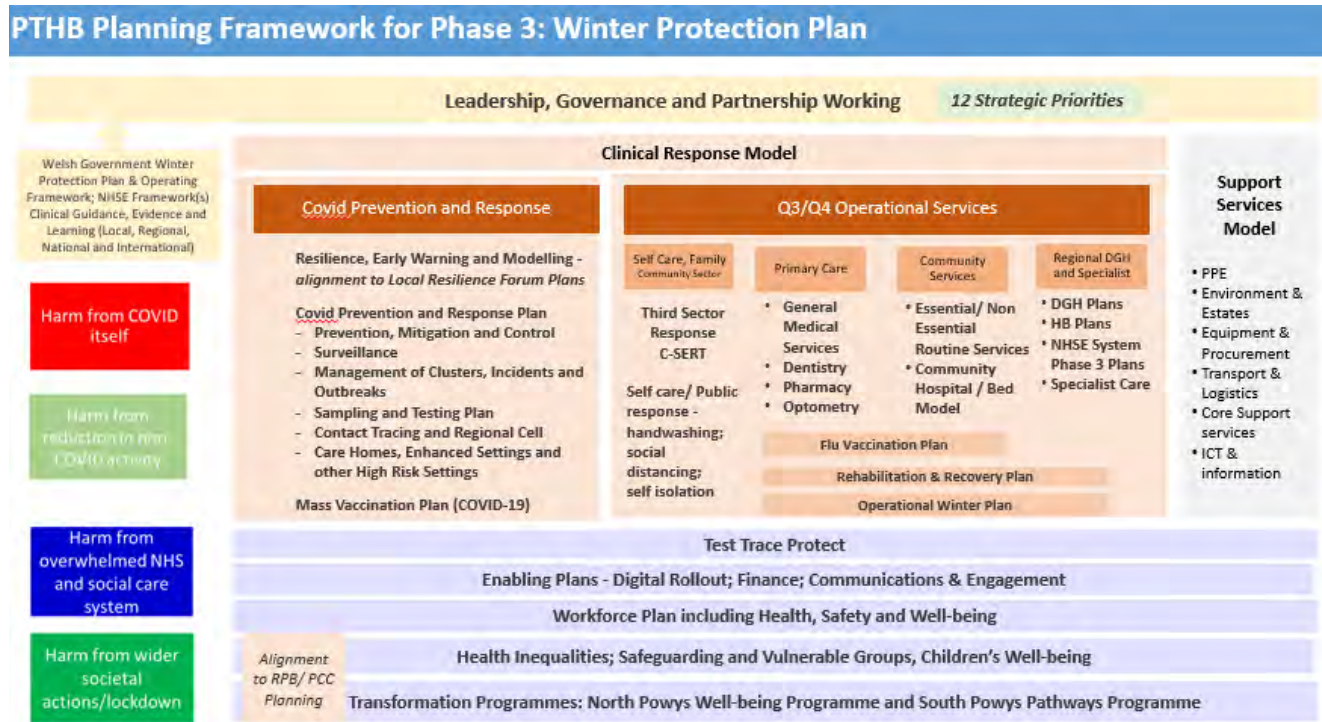 PTHB Planning Framework for Phase 3: Winter Protection Plan
Leadership, Governance and Partnership Working
12 Strategic Priorities
Welsh Government Winter
Protection Plan & Operating
Framework; NHSE Framework(s)
Clinical Guidance, Evidence and
Learning (Local, Regional,
National and International)
Harm from COVID
itself
Harm from
reduction in non
COVID activity
Harm from
overwhelmed NHS
and social care
system
Harm from wider
societal
actions/lockdown
Clinical Response Model
Covid Prevention and Response
Resilience, Early Warning and Modelling -
alignment to Local Resilience Forum Plans
Covid Prevention and Response Plan
- Prevention, Mitigation and Control
- Surveillance
- Management of Clusters, Incidents and
Outbreaks
- Sampling and Testing Plan
- Contact Tracing and Regional Cell
- Care Homes, Enhanced Settings and
other High Risk Settings
Mass Vaccination Plan (COVID-19)
Q3/Q4 Operational Services
Self Care, Family
Community Sector
Third Sector
Response
C-SERT
Self care/ Public
response -
handwashing;
social
distancing;
self isolation
Primary Care
• General
Medical
Services
• Dentistry
• Pharmacy
• Optometry
Community
Services
• Essential/ Non
Essential
Routine Services
• Community
Hospital / Bed
Model
Regional DGH
and Specialist
• DGH Plans
• HB Plans
• NHSE System
Phase 3 Plans
• Specialist Care
Flu Vaccination Plan
Rehabilitation & Recovery Plan
Operational Winter Plan
Support
Services
Model
• PPE
• Environment &
Estates
• Equipment &
Procurement
• Transport &
Logistics
• Core Support
services
• ICT &
information
Test Trace Protect
Enabling Plans - Digital Rollout; Finance; Communications & Engagement
Workforce Plan including Health, Safety and Well-being
Alignment
to RPB/ PCC
Planning
Health Inequalities; Safeguarding and Vulnerable Groups, Children's Well-being
Transformation Programmes: North Powys Well-being Programme and South Powys Pathways Programme